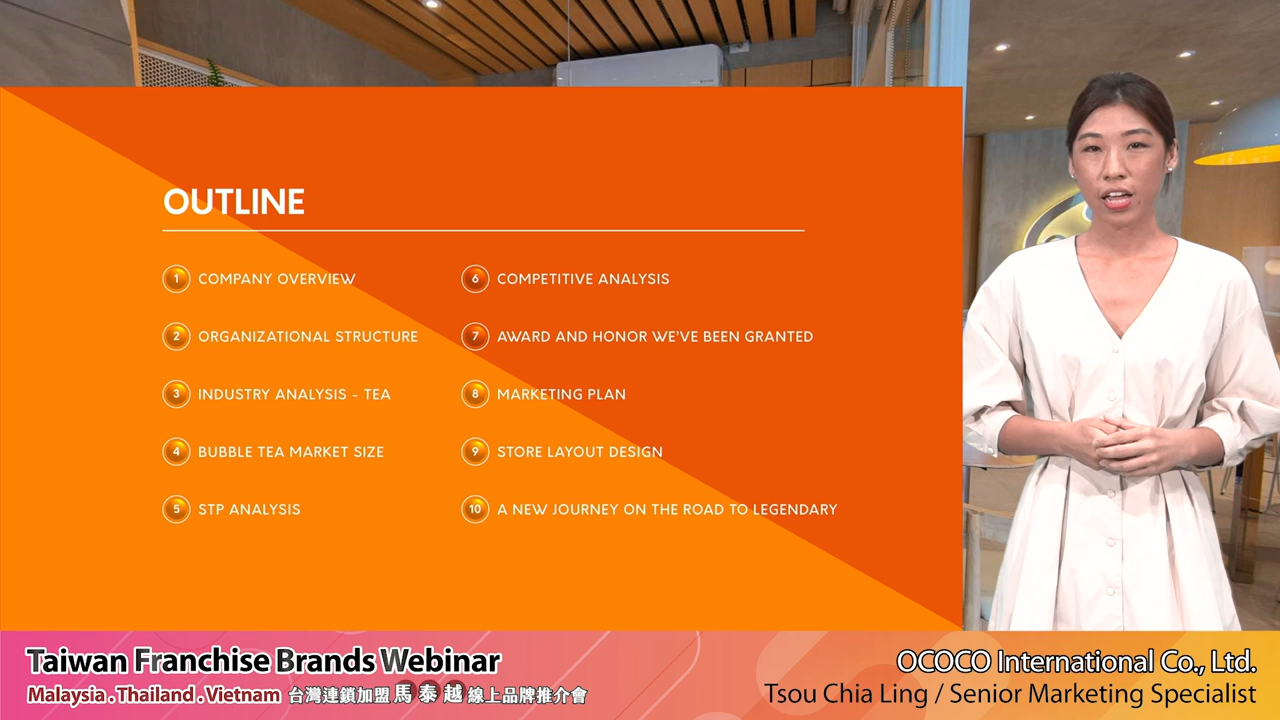 OUTLINE
1 COMPANY OVERVIEW
2 ORGANIZATIONAL STRUCTURE
3 INDUSTRY ANALYSIS - TEA
4 BUBBLE TEA MARKET SIZE
5 STP ANALYSIS
6 COMPETITIVE ANALYSIS
7 AWARD AND HONOR WE'VE BEEN GRANTED
8 MARKETING PLAN
9 STORE LAYOUT DESIGN
10 A NEW JOURNEY ON THE ROAD TO LEGENDARY
Taiwan Franchise Brands Webinar
Malaysia . Thailand . Vietnam 台灣連鎖加盟馬泰越線上品牌推介會
OCOCO International Co., Ltd.
Tsou Chia Ling / Senior Marketing Specialist